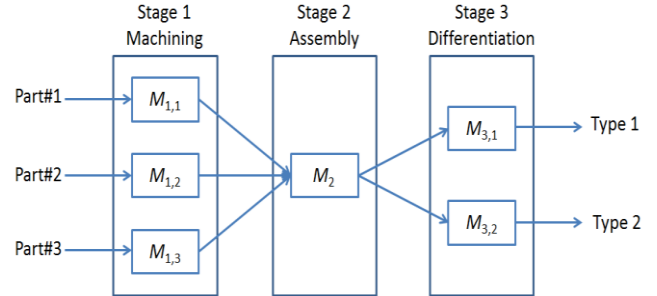 Stage 1
Machining
Stage 2
Assembly
Stage 3
Differentiation
Part#1
M1,1
Part#2
M1,2
Part#3
M1,3
M2
M3,1
Type 1
M3,2
Type 2